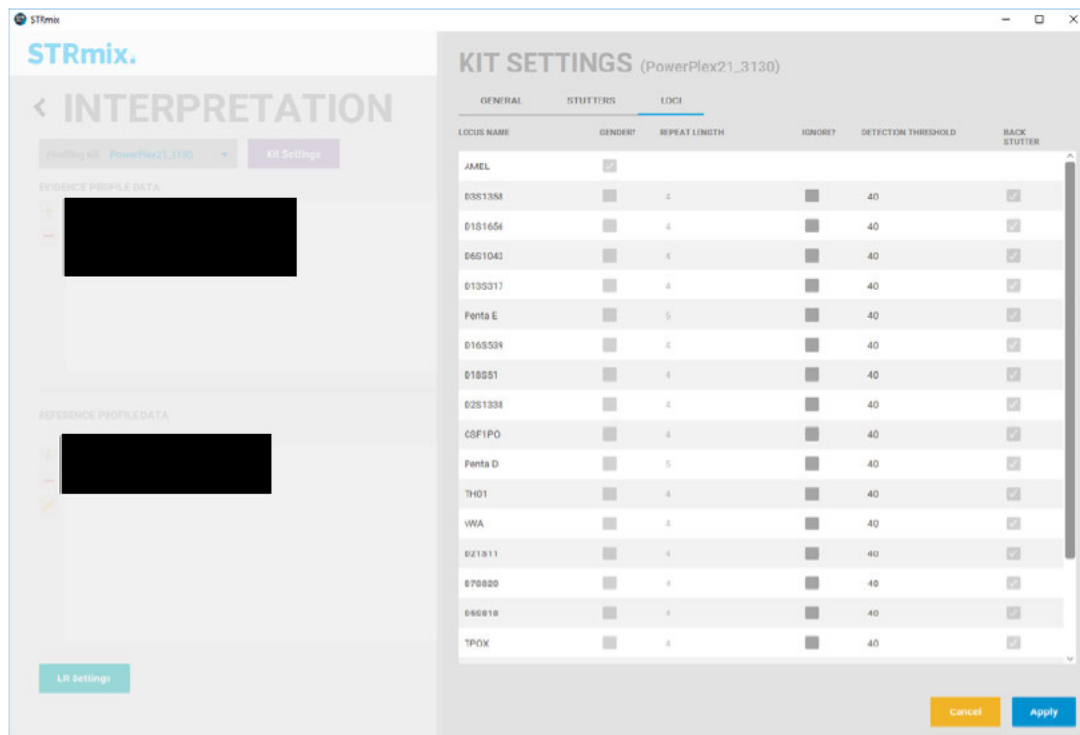 STRmix
STRmix.
INTERPRETATION
Profiling Kit PowerPlex21_3130 Kit Settings
EVIDENCE PROFILE DATA
REFERENCE PROFILE DATA
LR Settings
KIT SETTINGS (PowerPlex21_3130)
GENERAL STUTTERS LOCI
LOCUS NAME GENDER? REPEAT LENGTH IGNORE? DETECTION THRESHOLD BACK STUTTER
AMEL
D3S1358 4 40
D1S1656 4 40
D6S1043 4 40
D13S317 4 40
Penta E 5 40
D16S539 4 40
D18S51 4 40
D2S1338 4 40
CSF1PO 4 40
Penta D 5 40
TH01 4 40
vWA 4 40
D21S11 4 40
D7S820 4 40
D5S818 4 40
TPOX 4 40
Cancel Apply